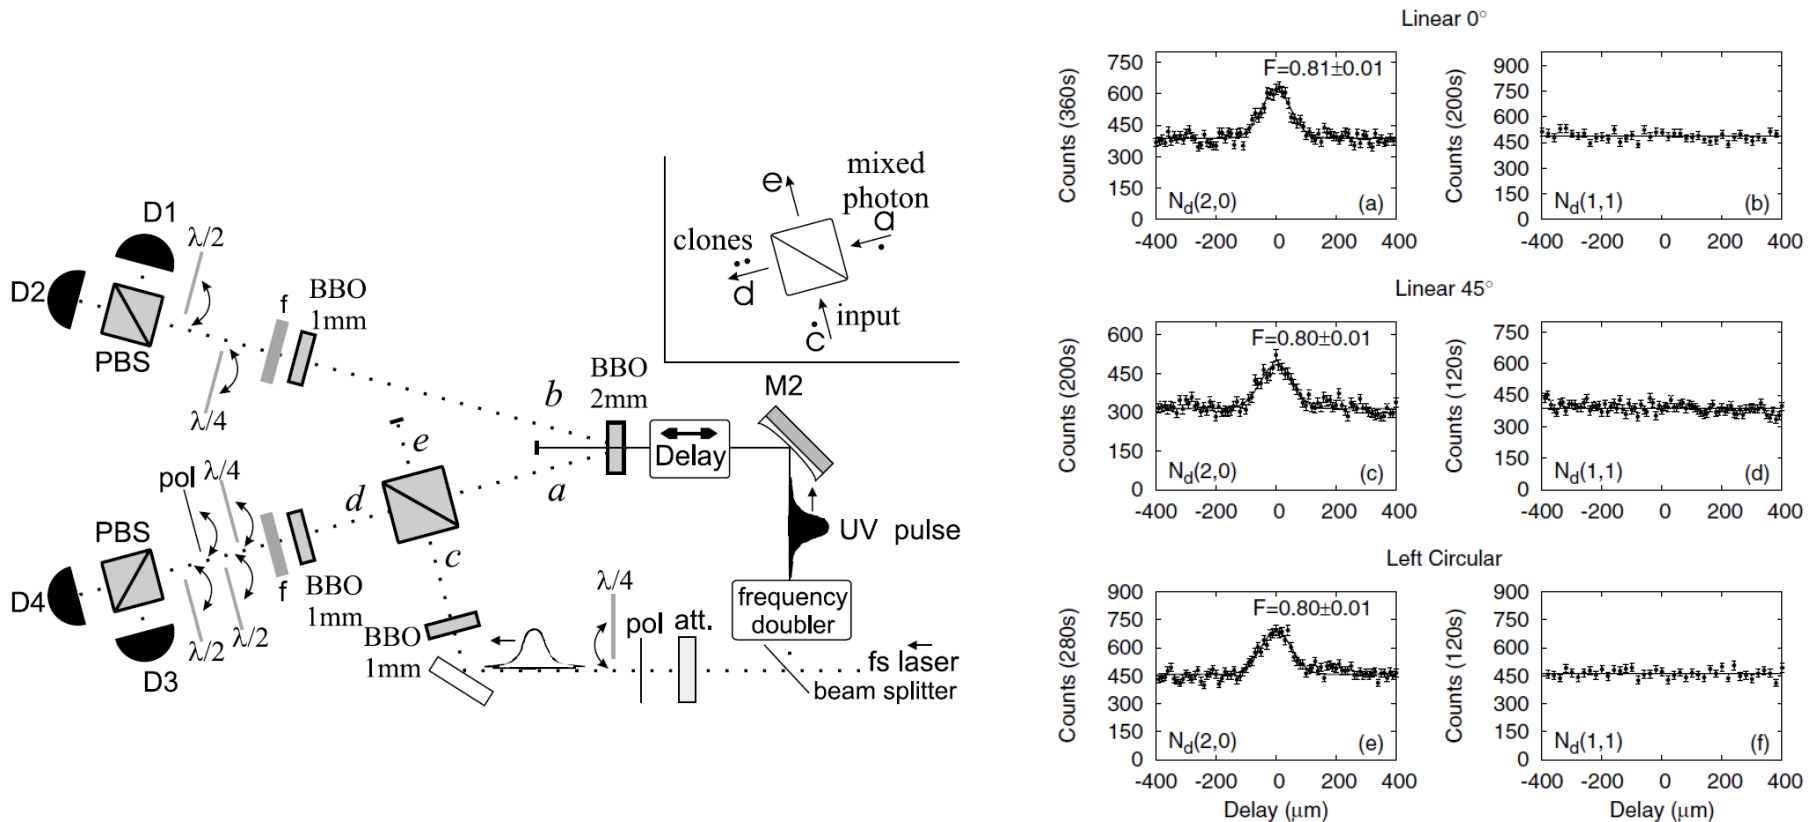 D1
λ/2
D2
PBS
λ/4
f
BBO
1mm
b
e
a
BBO
2mm
Delay
M2
UV pulse
frequency
doubler
fs laser
beam splitter
att.
pol
λ/4
BBO
1mm
c
d
pol
λ/4
PBS
f
BBO
1mm
D4
D3
λ/2
λ/2
e
mixed
photon
a
clones
d
input
c
Linear 0°
Counts (360s)
750
600
450
300
150
0
F=0.81±0.01
N_d(2,0)
(a)
-400 -200 0 200 400
Counts (200s)
900
750
600
450
300
150
0
N_d(1,1)
(b)
-400 -200 0 200 400
Linear 45°
Counts (200s)
600
450
300
150
0
F=0.80±0.01
N_d(2,0)
(c)
-400 -200 0 200 400
Counts (120s)
750
600
450
300
150
0
N_d(1,1)
(d)
-400 -200 0 200 400
Left Circular
Counts (280s)
900
750
600
450
300
150
0
F=0.80±0.01
N_d(2,0)
(e)
-400 -200 0 200 400
Delay (μm)
Counts (120s)
900
750
600
450
300
150
0
N_d(1,1)
(f)
-400 -200 0 200 400
Delay (μm)